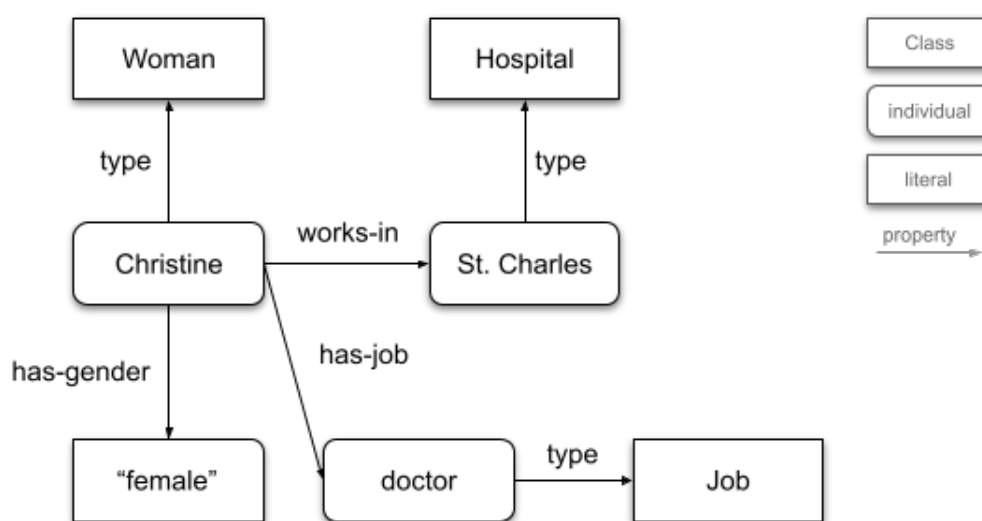 Woman
Hospital
Class
type
type
individual
literal
Christine
works-in
St. Charles
property
has-gender
has-job
“female”
doctor
type
Job